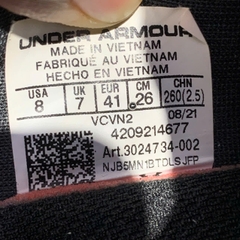 UNDER ARMOUR
MADE IN VIETNAM
FABRIQUÉ AU VIETNAM
HECHO EN VIETNAM
USA UK EUR cm CHN
8 7 41 26 260(2.5)
VCVN2 08/21
4209214677
Art.3024734-002
NJB5MN1BTDLSJFP